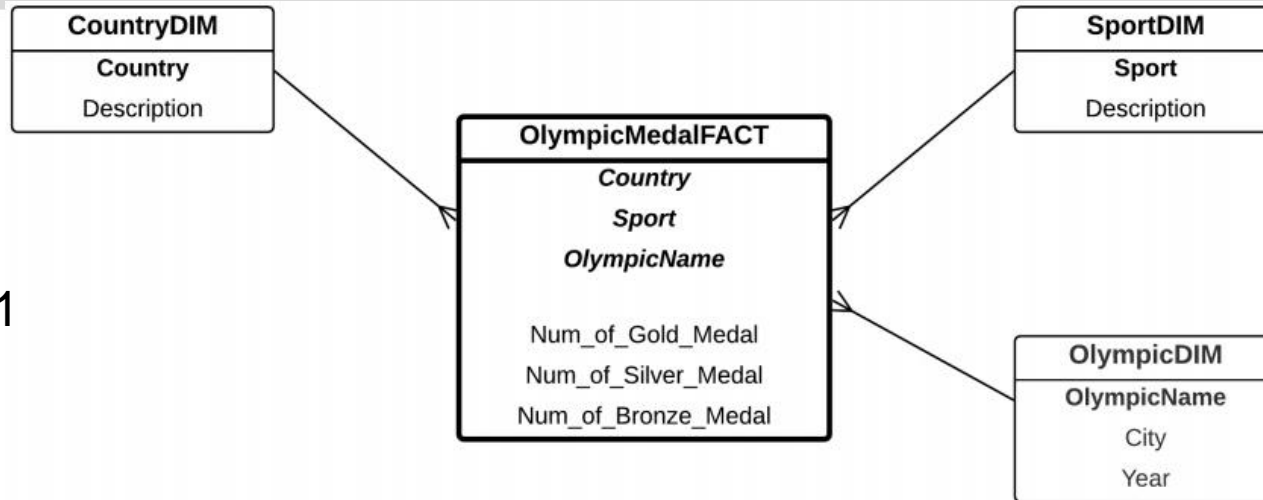 CountryDIM
Country
Description
SportDIM
Sport
Description
OlympicMedalFACT
Country
Sport
OlympicName
Num_of_Gold_Medal
Num_of_Silver_Medal
Num_of_Bronze_Medal
1
OlympicDIM
OlympicName
City
Year